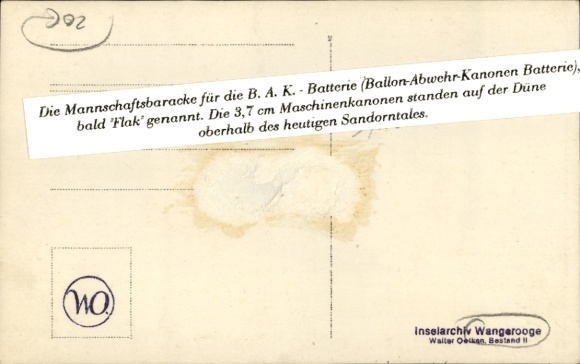 Die Mannschaftsbaracke für die B. A. K. - Batterie (Ballon-Abwehr-Kanonen Batterie),
bald 'Flak' genannt. Die 3,7 cm Maschinenkanonen standen auf der Düne
oberhalb des heutigen Sandorntales.
WO.
Inselarchiv Wangerooge
Walter Oetken, Bestand II